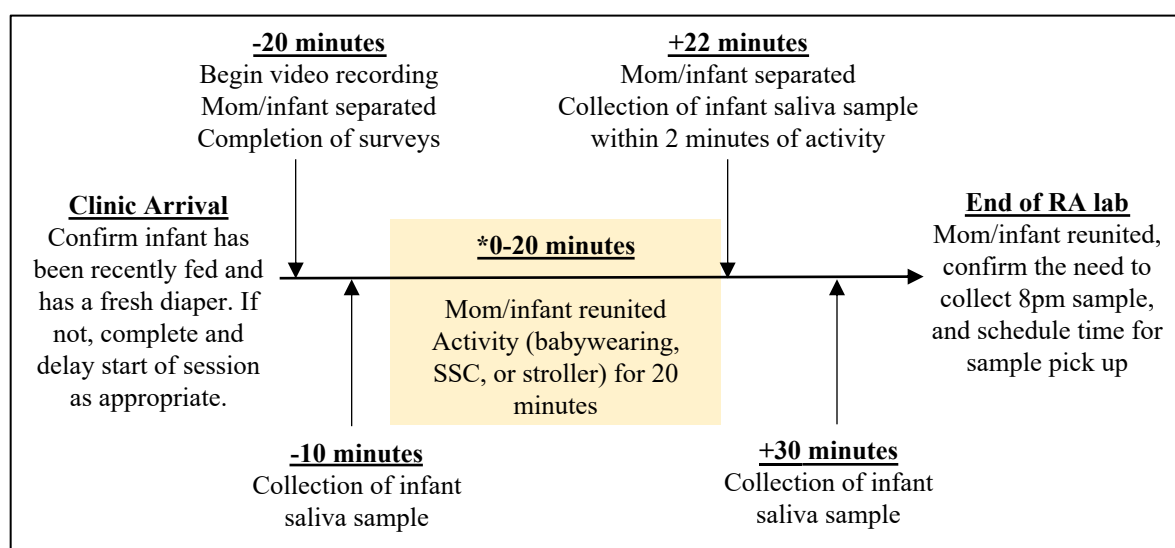 -20 minutes
Begin video recording
Mom/infant separated
Completion of surveys
+22 minutes
Mom/infant separated
Collection of infant saliva sample
within 2 minutes of activity
Clinic Arrival
Confirm infant has
been recently fed and
has a fresh diaper. If
not, complete and
delay start of session
as appropriate.
*0-20 minutes
Mom/infant reunited
Activity (babywearing,
SSC, or stroller) for 20
minutes
End of RA lab
Mom/infant reunited,
confirm the need to
collect 8pm sample,
and schedule time for
sample pick up
-10 minutes
Collection of infant
saliva sample
+30 minutes
Collection of infant
saliva sample